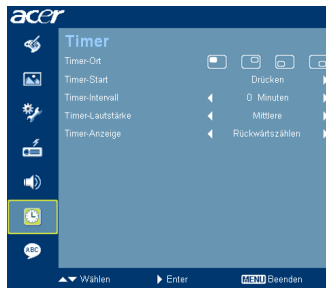 acer
Timer
Timer-Ort
Timer-Start Drücken
Timer-Intervall 0 Minuten
Timer-Lautstärke Mittlere
Timer-Anzeige Rückwärtszählen
ABC
Wählen Enter MENU Beenden